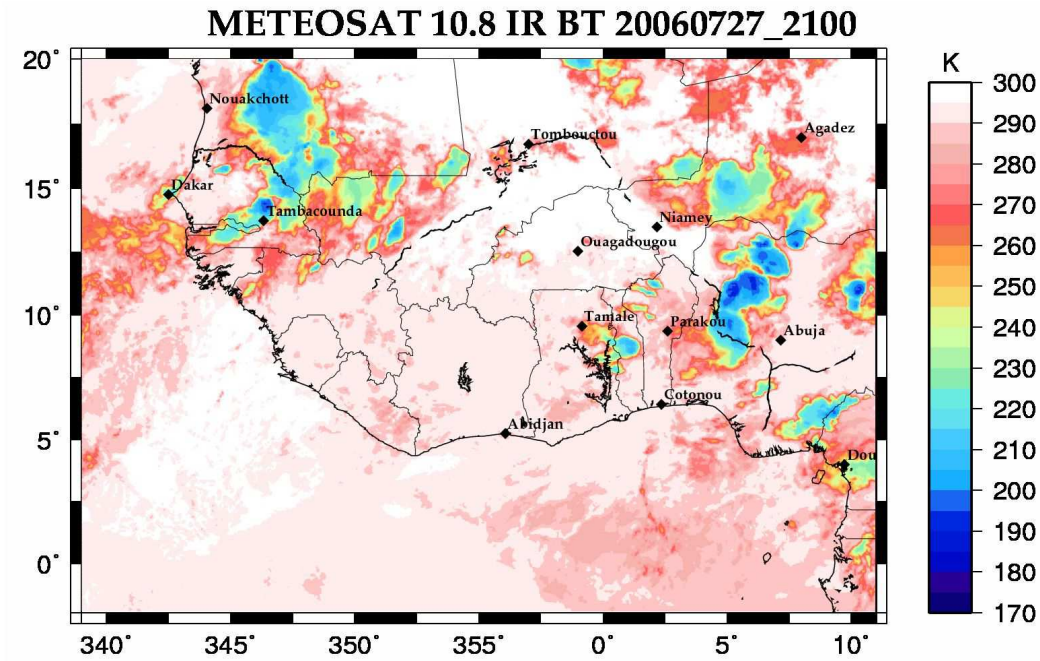 METEOSAT 10.8 IR BT 20060727_2100
20˚
15˚
10˚
5˚
0˚
340˚ 345˚ 350˚ 355˚ 0˚ 5˚ 10˚
Nouakchott
Tombouctou
Agadez
Dakar
Tambacounda
Niamey
Ouagadougou
Tamale
Parakou
Abuja
Cotonou
Abidjan
Dou
K
300
290
280
270
260
250
240
230
220
210
200
190
180
170